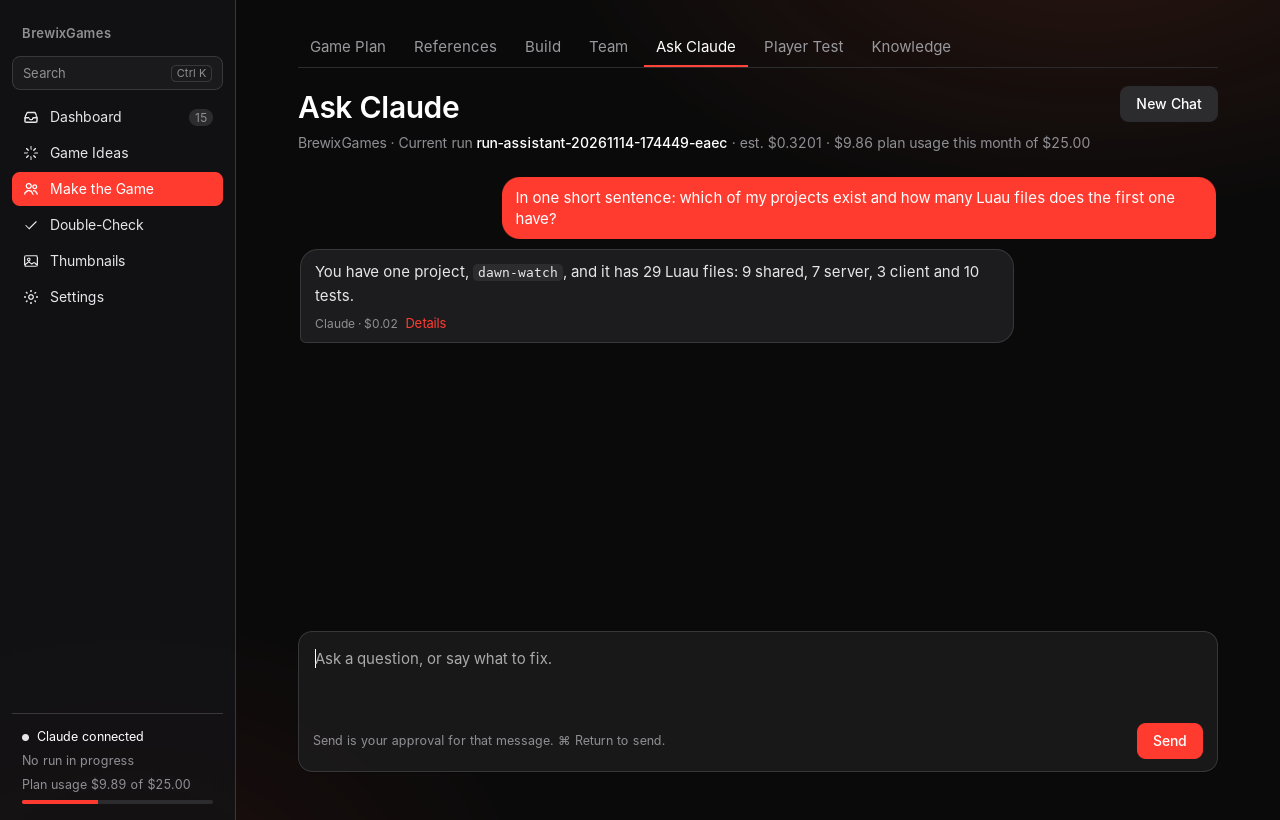 BrewixGames
Search
Ctrl K
Dashboard
15
Game Ideas
Make the Game
Double-Check
Thumbnails
Settings
Claude connected
No run in progress
Plan usage $9.89 of $25.00
Game Plan
References
Build
Team
Ask Claude
Player Test
Knowledge
Ask Claude
New Chat
BrewixGames · Current run run-assistant-20261114-174449-eaec · est. $0.3201 · $9.86 plan usage this month of $25.00
In one short sentence: which of my projects exist and how many Luau files does the first one
have?
You have one project, dawn-watch, and it has 29 Luau files: 9 shared, 7 server, 3 client and 10
tests.
Claude · $0.02 Details
Ask a question, or say what to fix.
Send is your approval for that message. ⌘ Return to send.
Send